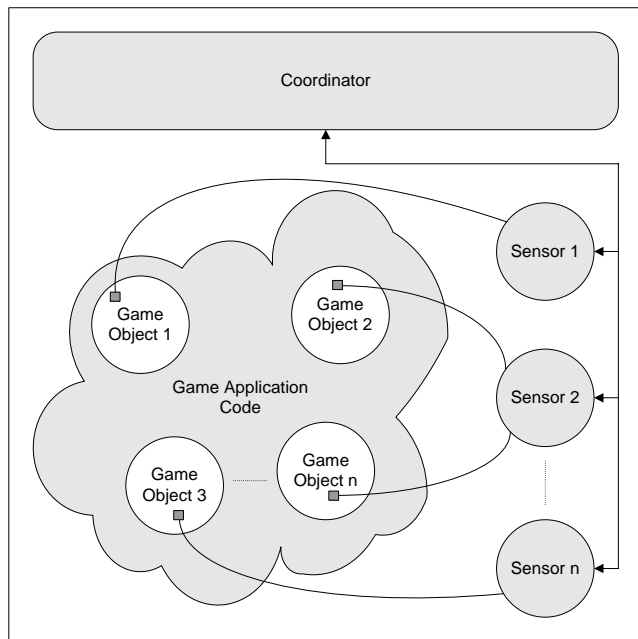 Coordinator
Sensor 1
Game
Object 1
Game
Object 2
Game Application
Code
Sensor 2
Game
Object 3
Game
Object n
Sensor n